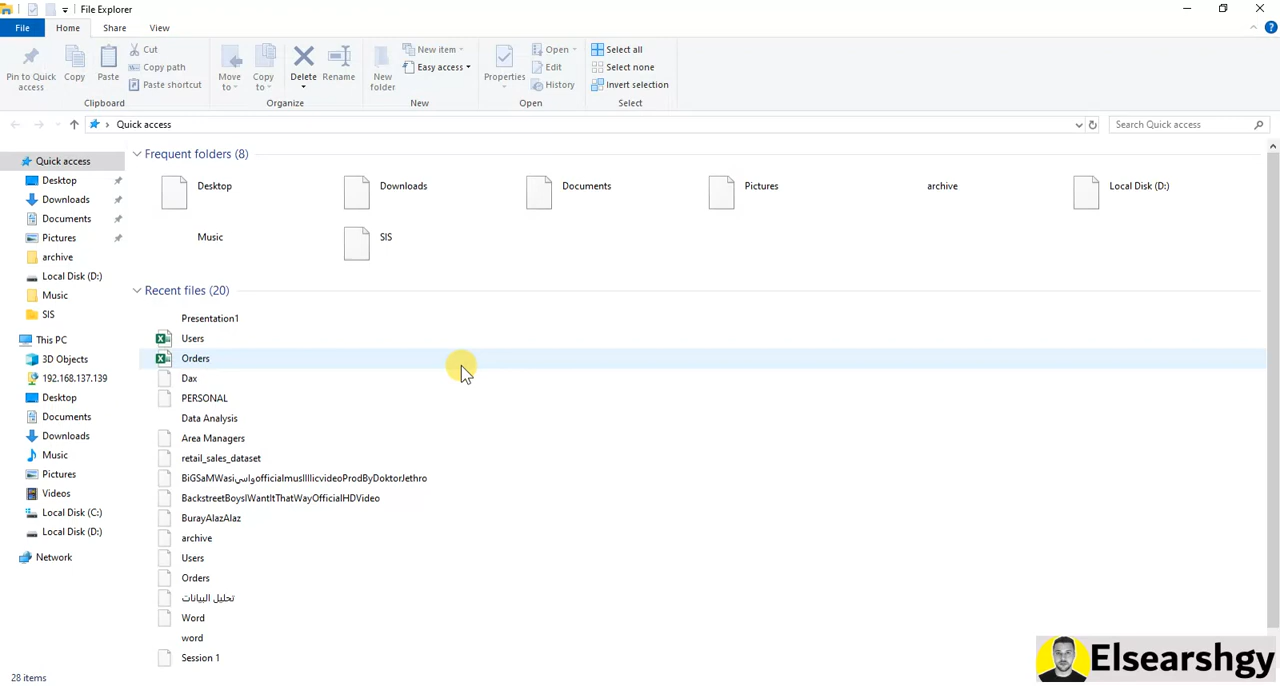 File Explorer
File Home Share View
Pin to Quick access
Copy
Paste
Cut
Copy path
Paste shortcut
Clipboard
Move to
Copy to
Delete
Rename
Organize
New folder
New item
Easy access
New
Properties
Open
Edit
History
Open
Select all
Select none
Invert selection
Select
Quick access
Search Quick access
Quick access
Desktop
Downloads
Documents
Pictures
archive
Local Disk (D:)
Music
SIS
This PC
3D Objects
192.168.137.139
Desktop
Documents
Downloads
Music
Pictures
Videos
Local Disk (C:)
Local Disk (D:)
Network
Frequent folders (8)
Desktop
Downloads
Documents
Pictures
archive
Local Disk (D:)
Music
SIS
Recent files (20)
Presentation1
Users
Orders
Dax
PERSONAL
Data Analysis
Area Managers
retail_sales_dataset
BackstreetBoysIWantItThatWayOfficialHDVideo
BurayAlazAlaz
archive
Users
Orders
تحليل البيانات
Word
word
Session 1
28 items
Elsearshgy